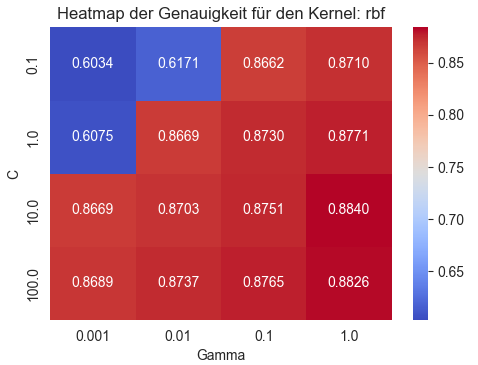 Heatmap der Genauigkeit für den Kernel: rbf
0.1 0.6034 0.6171 0.8662 0.8710
1.0 0.6075 0.8669 0.8730 0.8771
10.0 0.8669 0.8703 0.8751 0.8840
100.0 0.8689 0.8737 0.8765 0.8826
C
0.001 0.01 0.1 1.0
Gamma
0.85
0.80
0.75
0.70
0.65